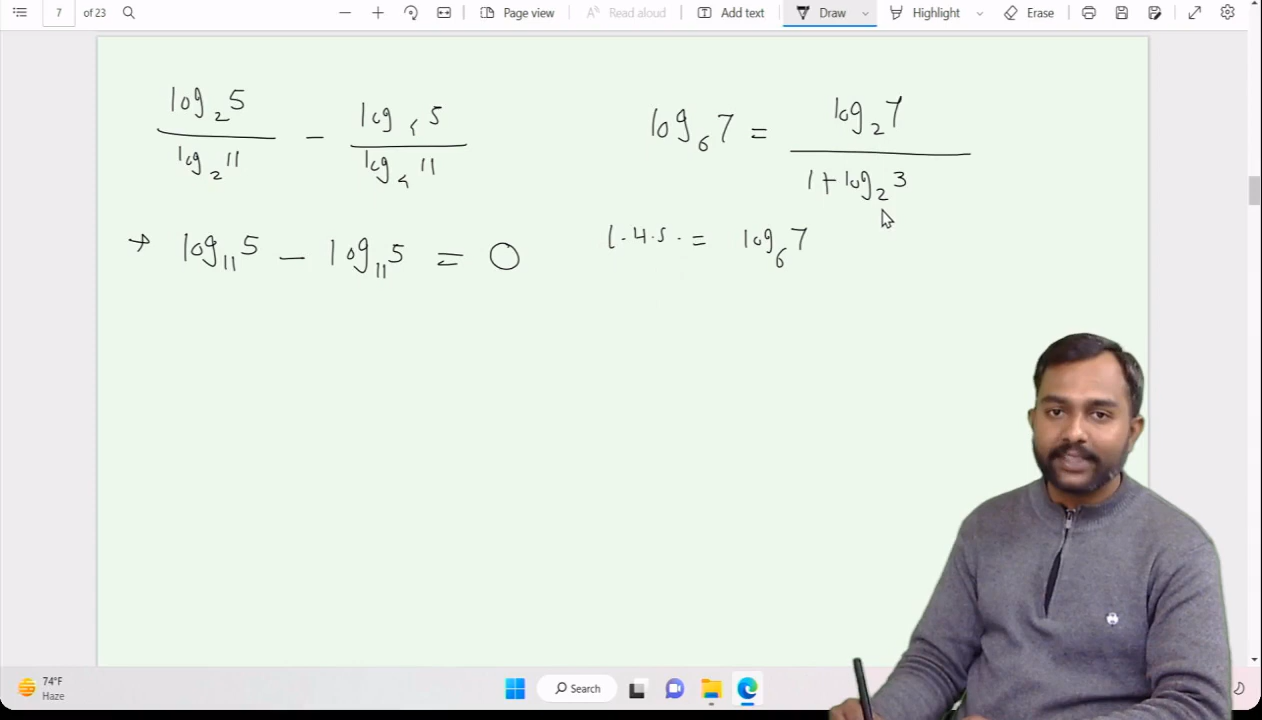 7 of 23 Page view Read aloud Add text Draw Highlight Erase
log₂5 / log₂11 − log₄5 / log₄11
→ log₁₁5 − log₁₁5 = 0
log₆7 = log₂7 / 1 + log₂3
L.H.S. = log₆7
74°F
Haze
Search